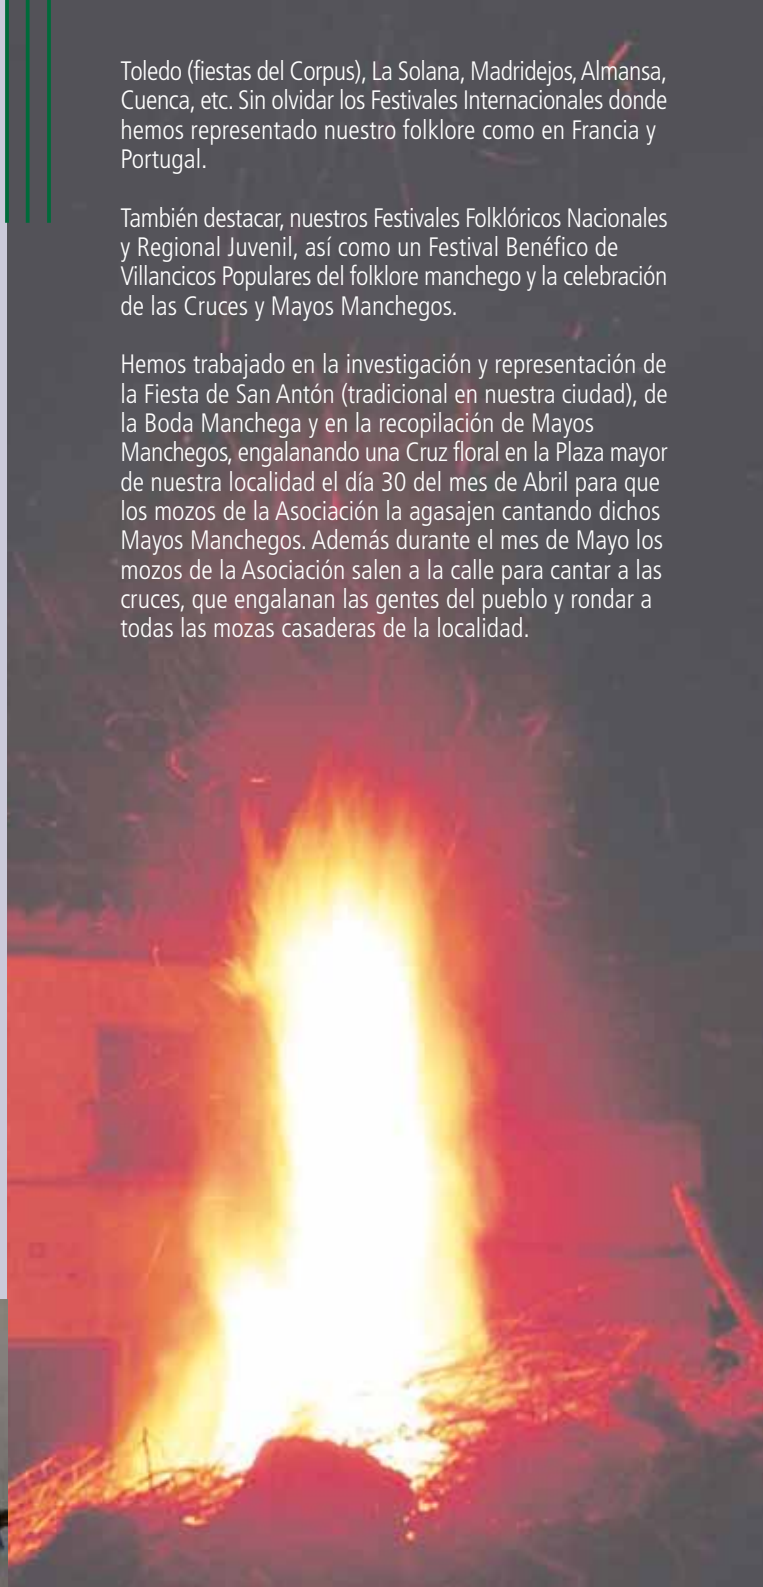 Toledo (fiestas del Corpus), La Solana, Madridejos, Almansa,
Cuenca, etc. Sin olvidar los Festivales Internacionales donde
hemos representado nuestro folklore como en Francia y
Portugal.
También destacar, nuestros Festivales Folklóricos Nacionales
y Regional Juvenil, así como un Festival Benéfico de
Villancicos Populares del folklore manchego y la celebración
de las Cruces y Mayos Manchegos.
Hemos trabajado en la investigación y representación de
la Fiesta de San Antón (tradicional en nuestra ciudad), de
la Boda Manchega y en la recopilación de Mayos
Manchegos, engalanando una Cruz floral en la Plaza mayor
de nuestra localidad el día 30 del mes de Abril para que
los mozos de la Asociación la agasajen cantando dichos
Mayos Manchegos. Además durante el mes de Mayo los
mozos de la Asociación salen a la calle para cantar a las
cruces, que engalanan las gentes del pueblo y rondar a
todas las mozas casaderas de la localidad.